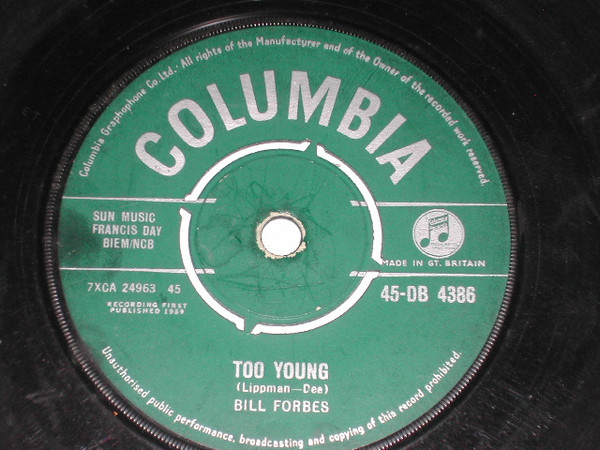 Columbia Graphophone Co. Ltd. · All rights of the Manufacturer and of the Owner of the recorded work reserved.
COLUMBIA
SUN MUSIC
FRANCIS DAY
BIEM/NCB
MADE IN GT. BRITAIN
7XCA 24963 45
45-DB 4386
RECORDING FIRST
PUBLISHED 1959
TOO YOUNG
(Lippman—Dee)
BILL FORBES
Unauthorised public performance, broadcasting and copying of this record prohibited.